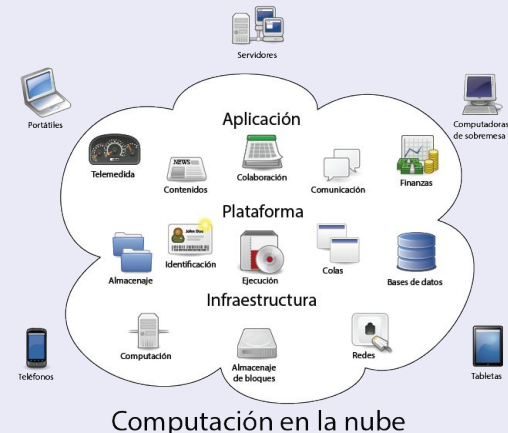 Servidores
Portátiles
Computadoras
de sobremesa
Aplicación
Telemedida
NEWS
Contenidos
Colaboración
Comunicación
Finanzas
Plataforma
John Doe
Almacenaje
Identificación
Ejecución
Colas
Bases de datos
Infraestructura
Computación
Almacenaje
de bloques
Redes
Teléfonos
Tabletas
Computación en la nube